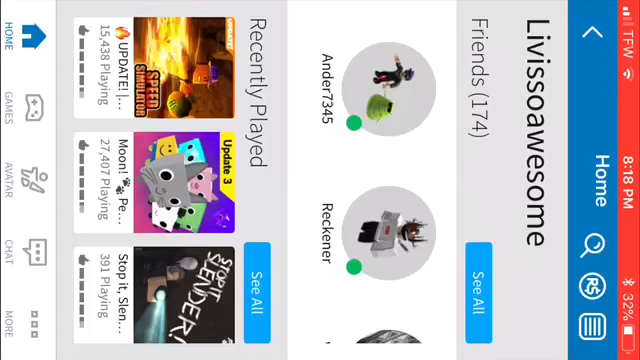 TFW 8:18 PM 32%
Home
R$
Livissoawesome
Friends (174)
See All
Ander7345
Reckener
Recently Played
See All
UPDATE!
SPEED
SIMULATOR
🔥 UPDATE! |...
15,438 Playing
Update 3
Moon! 🐾 Pe...
27,407 Playing
STOP IT,
SLENDER!
Stop it, Slen...
391 Playing
HOME
GAMES
AVATAR
CHAT
MORE